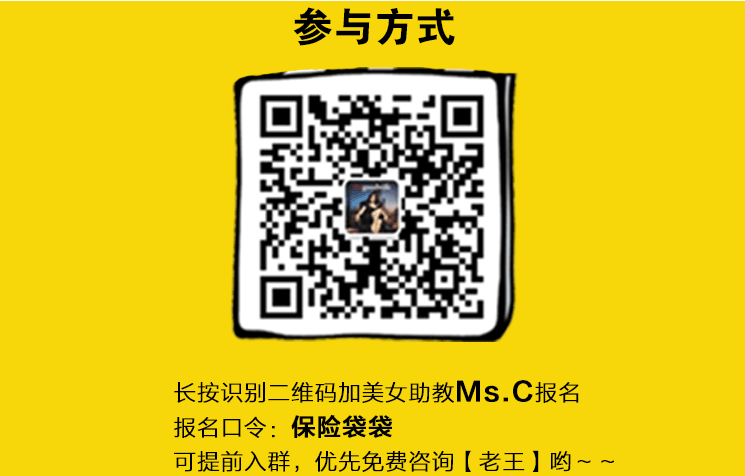 参与方式
长按识别二维码加美女助教Ms.C报名
报名口令：保险袋袋
可提前入群，优先免费咨询【老王】哟～～